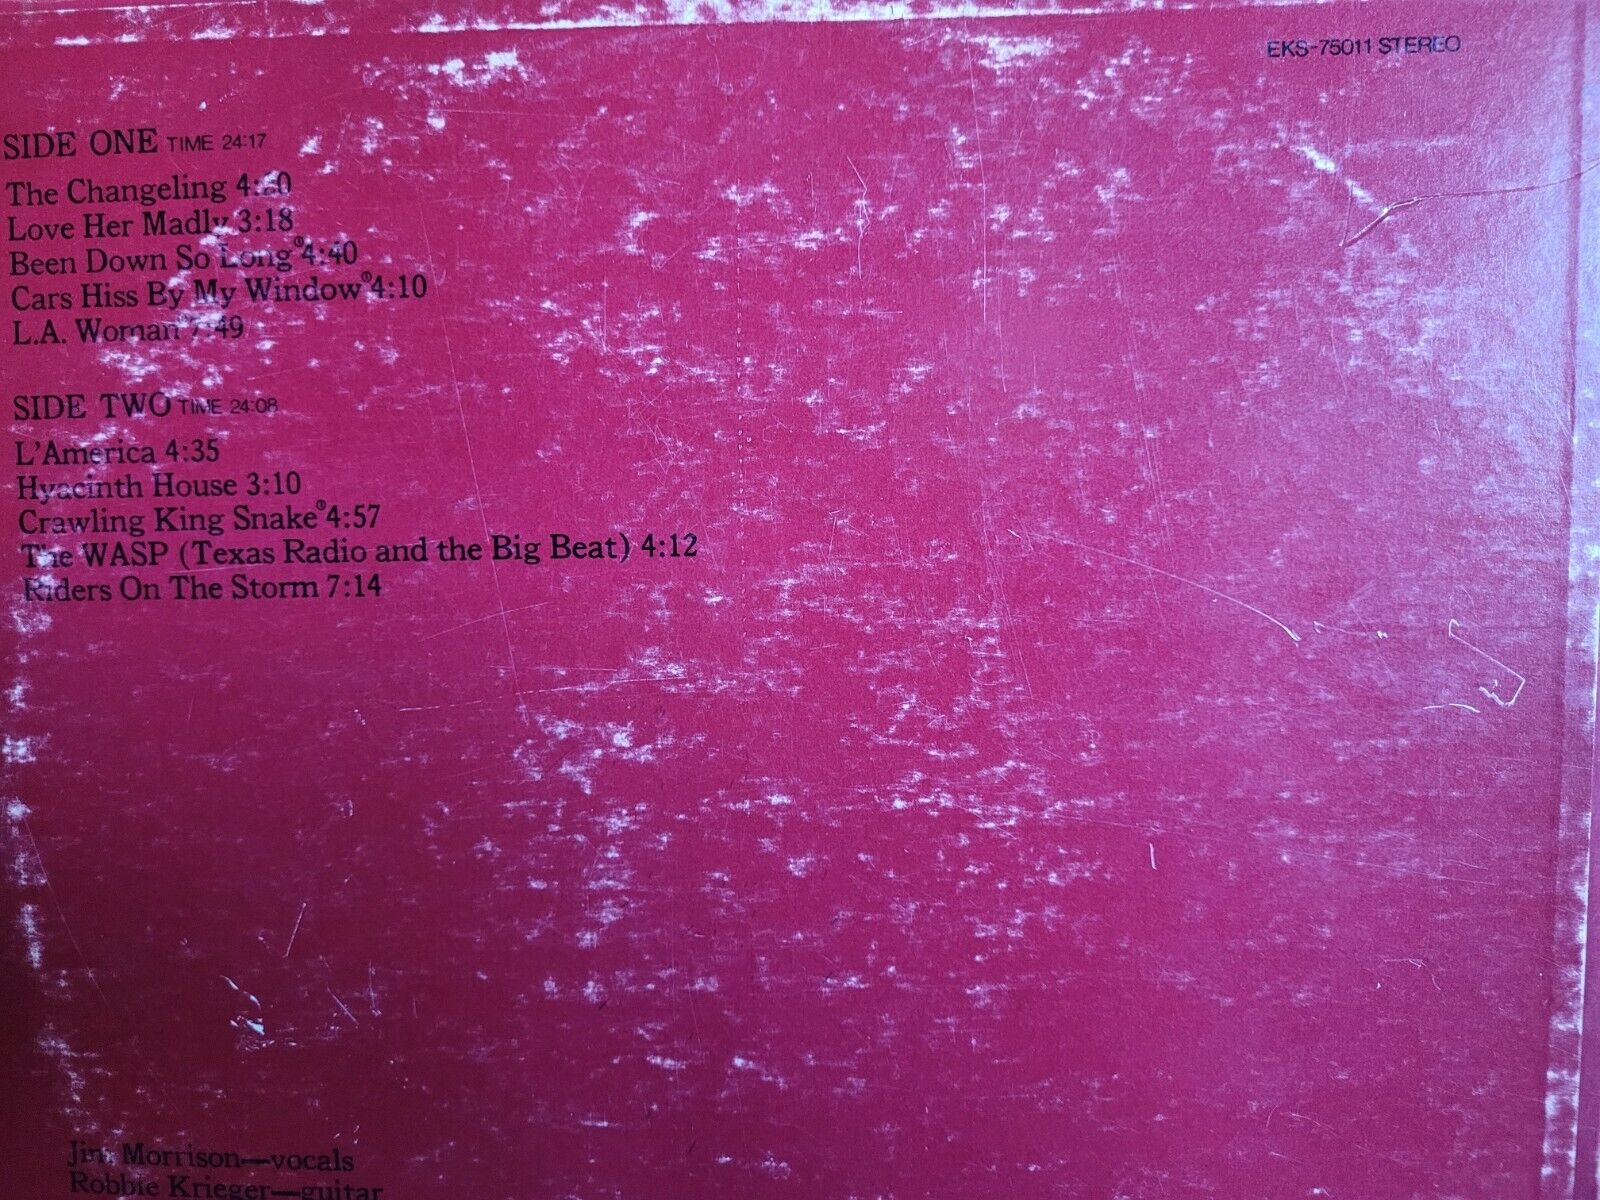 EKS-75011 STEREO
SIDE ONE TIME 24:17
The Changeling
Love Her Madly 3:18
Been Down So Long® 4:40
Cars Hiss By My Window® 4:10
L.A. Woman 7:49
SIDE TWO TIME 24:08
L'America 4:35
Hyacinth House 3:10
Crawling King Snake® 4:57
The WASP (Texas Radio and the Big Beat) 4:12
Riders On The Storm 7:14
Jim Morrison—vocals
Robbie Krieger—guitar